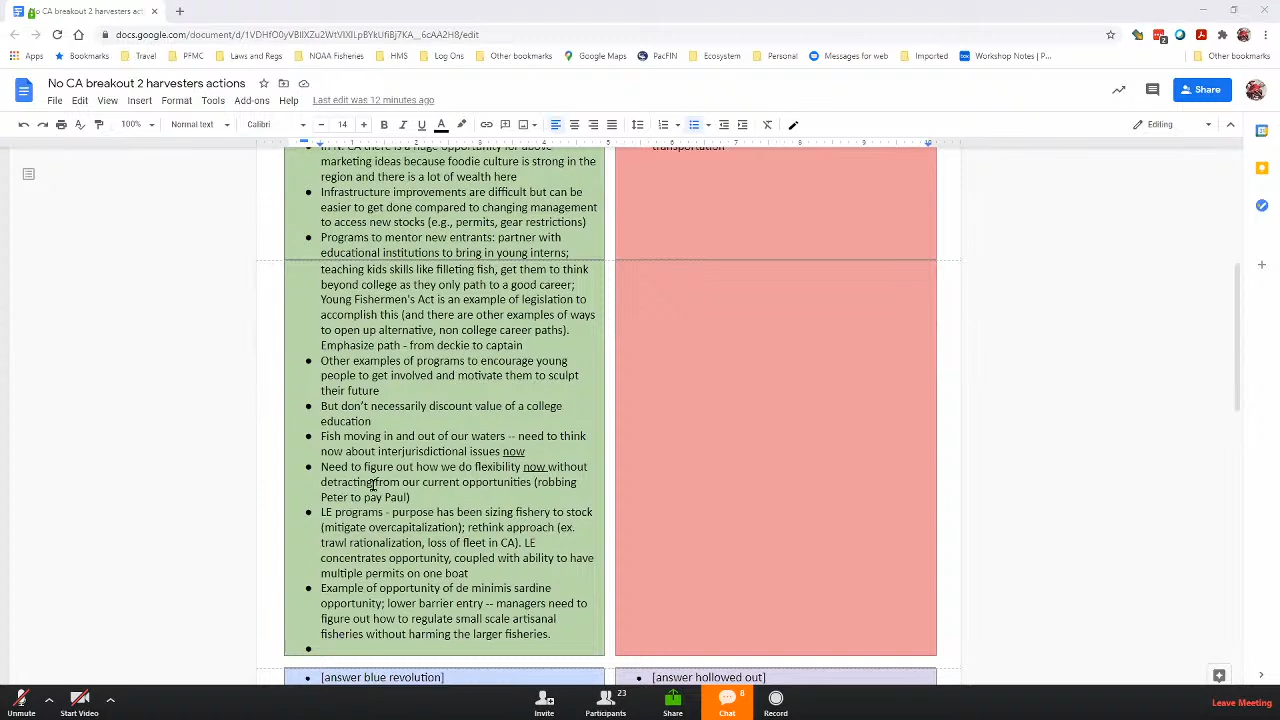 No CA breakout 2 harvesters act
docs.google.com/document/d/1VDHfO0yVBIlXZu2WtVlXlLpBYkUfiBj7KA__6cAA2H8/edit
Apps
Bookmarks
Travel
PFMC
HMS
Log Ons
NOAA Fisheries
Google Maps
PacFIN
Ecosystem
Personal
Messages for web
Imported
Workshop Notes | P...
Other bookmarks
No CA breakout 2 harvesters actions
File Edit View Insert Format Tools Add-ons Help Last edit was 12 minutes ago
Share
100% Normal text Calibri 14 Editing
1 2 3 4 5 6 7 8 9 10
marketing ideas because foodie culture is strong in the
region and there is a lot of wealth here
• Infrastructure improvements are difficult but can be
easier to get done compared to changing management
to access new stocks (e.g., permits, gear restrictions)
• Programs to mentor new entrants: partner with
educational institutions to bring in young interns;
teaching kids skills like filleting fish, get them to think
beyond college as they only path to a good career;
Young Fishermen's Act is an example of legislation to
accomplish this (and there are other examples of ways
to open up alternative, non college career paths).
Emphasize path - from deckie to captain
• Other examples of programs to encourage young
people to get involved and motivate them to sculpt
their future
• But don't necessarily discount value of a college
education
• Fish moving in and out of our waters -- need to think
now about interjurisdictional issues now
• Need to figure out how we do flexibility now without
detracting from our current opportunities (robbing
Peter to pay Paul)
• LE programs - purpose has been sizing fishery to stock
(mitigate overcapitalization); rethink approach (ex.
trawl rationalization, loss of fleet in CA). LE
concentrates opportunity, coupled with ability to have
multiple permits on one boat
• Example of opportunity of de minimis sardine
opportunity; lower barrier entry -- managers need to
figure out how to regulate small scale artisanal
fisheries without harming the larger fisheries.
•
transportation
• [answer blue revolution]
• [answer hollowed out]
Unmute
Start Video
Invite
Participants 23
Share
Chat 8
Record
Leave Meeting